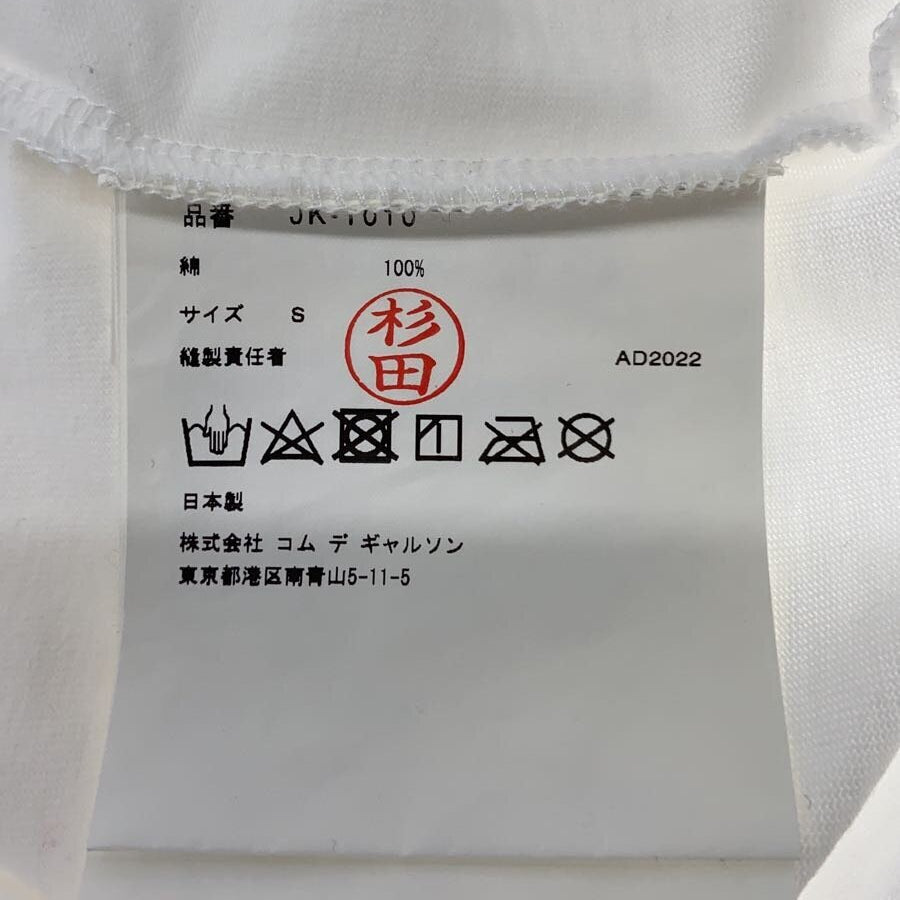 品番 JK-T010
綿 100%
サイズ S
杉田
縫製責任者 AD2022
日本製
株式会社 コム デ ギャルソン
東京都港区南青山5-11-5